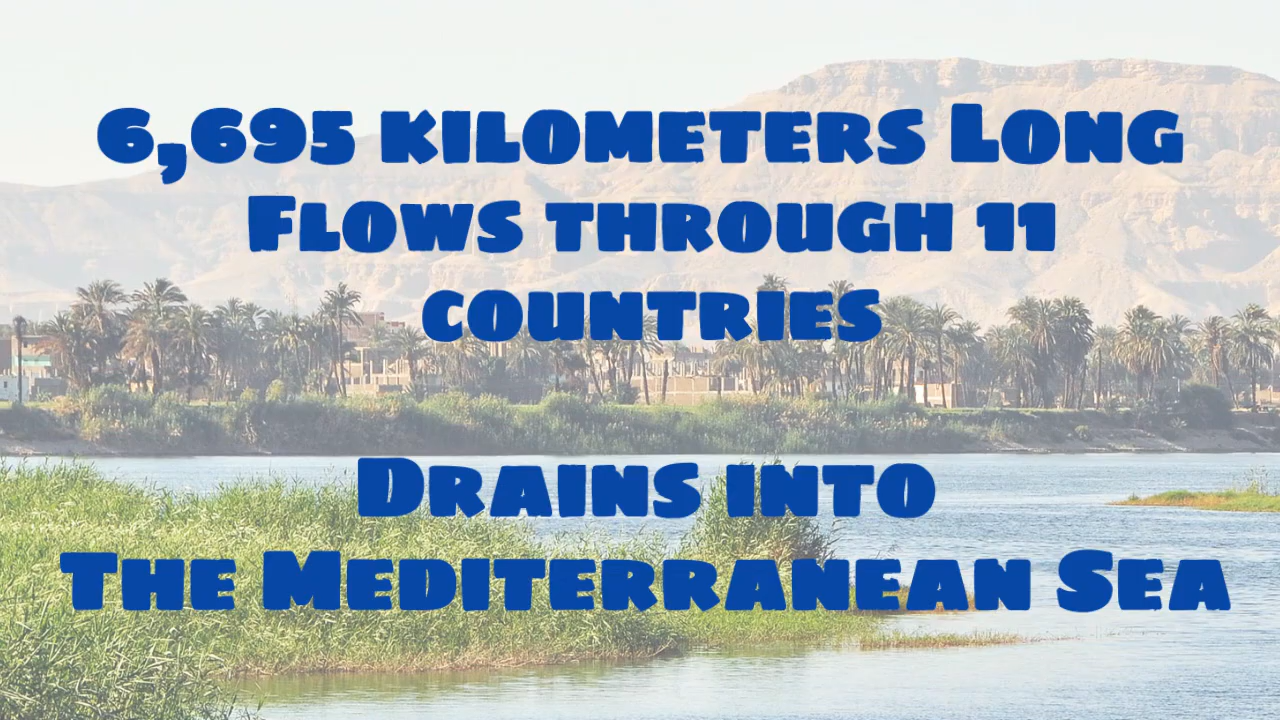 6,695 kilometers Long
Flows through 11
countries
Drains into
The Mediterranean Sea